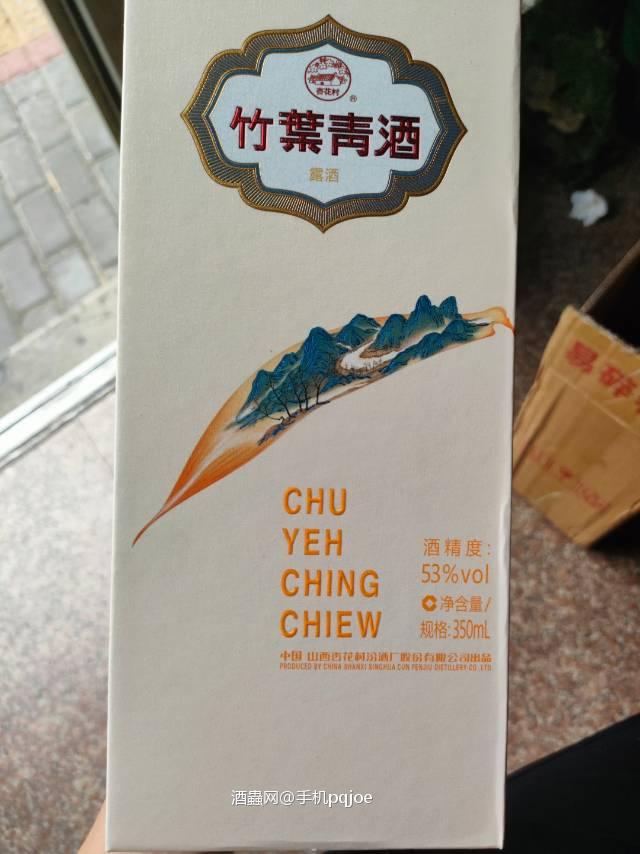 杏花村
®
竹葉青酒
露酒
CHU
YEH
CHING
CHIEW
酒精度:
53%vol
净含量/
规格:350mL
中国 山西杏花村汾酒厂股份有限公司出品
PRODUCED BY CHINA SHANXI XINGHUA CUN FENJIU DISTILLERY CO.,LTD.
酒蟲网@手机pqjoe